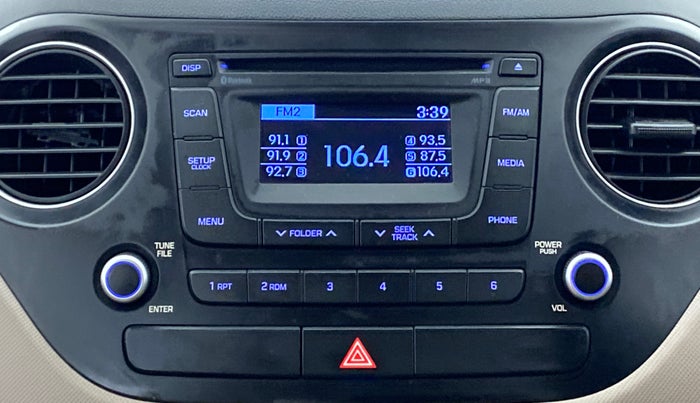 DISP
Bluetooth
MP3
SCAN
FM2 3:39
FM/AM
91.1 1
4 93.5
91.9 2
106.4
5 87.5
92.7 3
6 106.4
SETUP
CLOCK
MEDIA
MENU
FOLDER
SEEK
TRACK
PHONE
TUNE
FILE
POWER
PUSH
1 RPT 2 RDM 3 4 5 6
ENTER
VOL